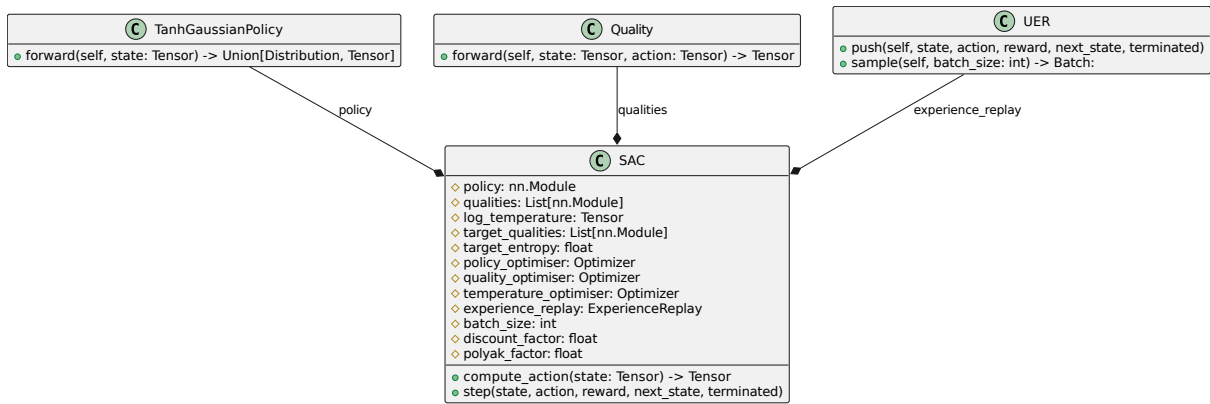 C TanhGaussianPolicy
forward(self, state: Tensor) -> Union[Distribution, Tensor]
C Quality
forward(self, state: Tensor, action: Tensor) -> Tensor
C UER
push(self, state, action, reward, next_state, terminated)
sample(self, batch_size: int) -> Batch:
policy
qualities
experience_replay
C SAC
policy: nn.Module
qualities: List[nn.Module]
log_temperature: Tensor
target_qualities: List[nn.Module]
target_entropy: float
policy_optimiser: Optimizer
quality_optimiser: Optimizer
temperature_optimiser: Optimizer
experience_replay: ExperienceReplay
batch_size: int
discount_factor: float
polyak_factor: float
compute_action(state: Tensor) -> Tensor
step(state, action, reward, next_state, terminated)